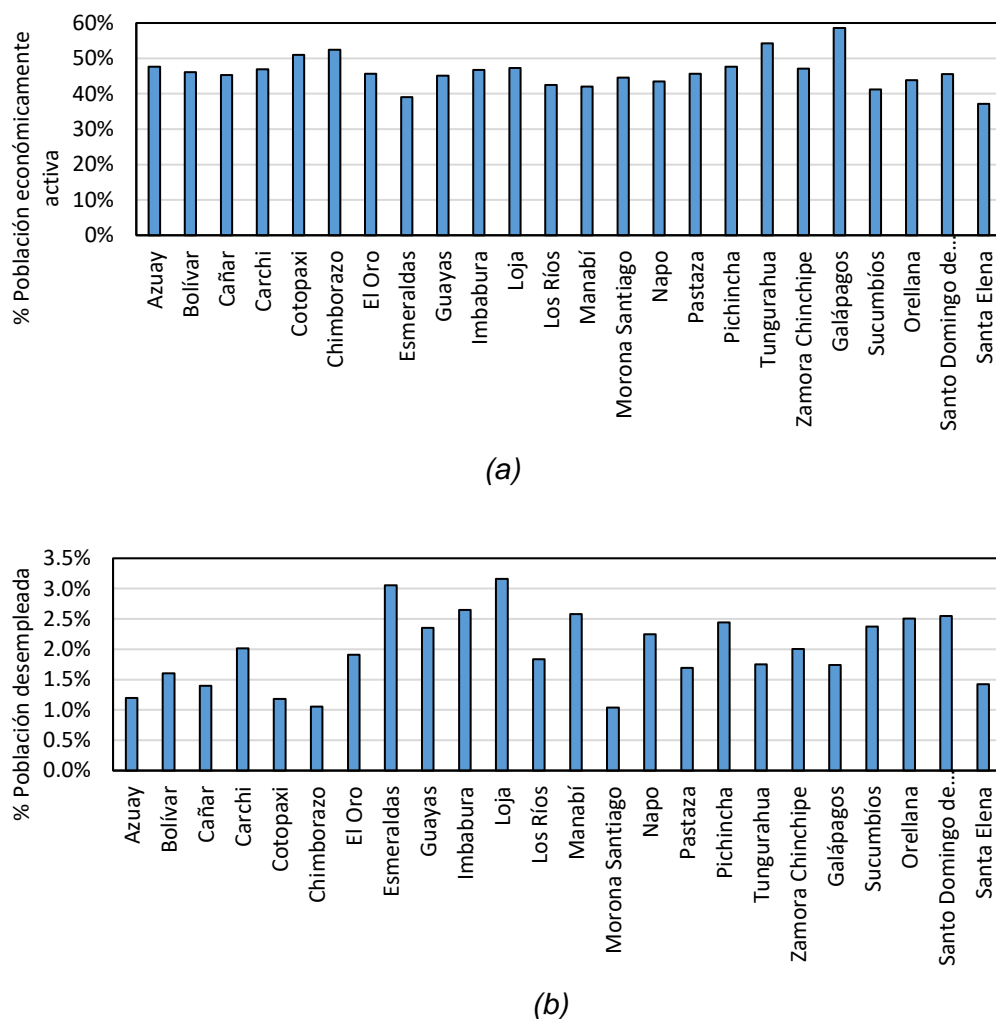 60%
50%
40%
30%
20%
10%
0%
% Población económicamente
activa
Azuay
Bolívar
Cañar
Carchi
Cotopaxi
Chimborazo
El Oro
Esmeraldas
Guayas
Imbabura
Loja
Los Ríos
Manabí
Morona Santiago
Napo
Pastaza
Pichincha
Tungurahua
Zamora Chinchipe
Galápagos
Sucumbíos
Orellana
Santo Domingo de…
Santa Elena
(a)
3.5%
3.0%
2.5%
2.0%
1.5%
1.0%
0.5%
0.0%
% Población desempleada
Azuay
Bolívar
Cañar
Carchi
Cotopaxi
Chimborazo
El Oro
Esmeraldas
Guayas
Imbabura
Loja
Los Ríos
Manabí
Morona Santiago
Napo
Pastaza
Pichincha
Tungurahua
Zamora Chinchipe
Galápagos
Sucumbíos
Orellana
Santo Domingo de…
Santa Elena
(b)